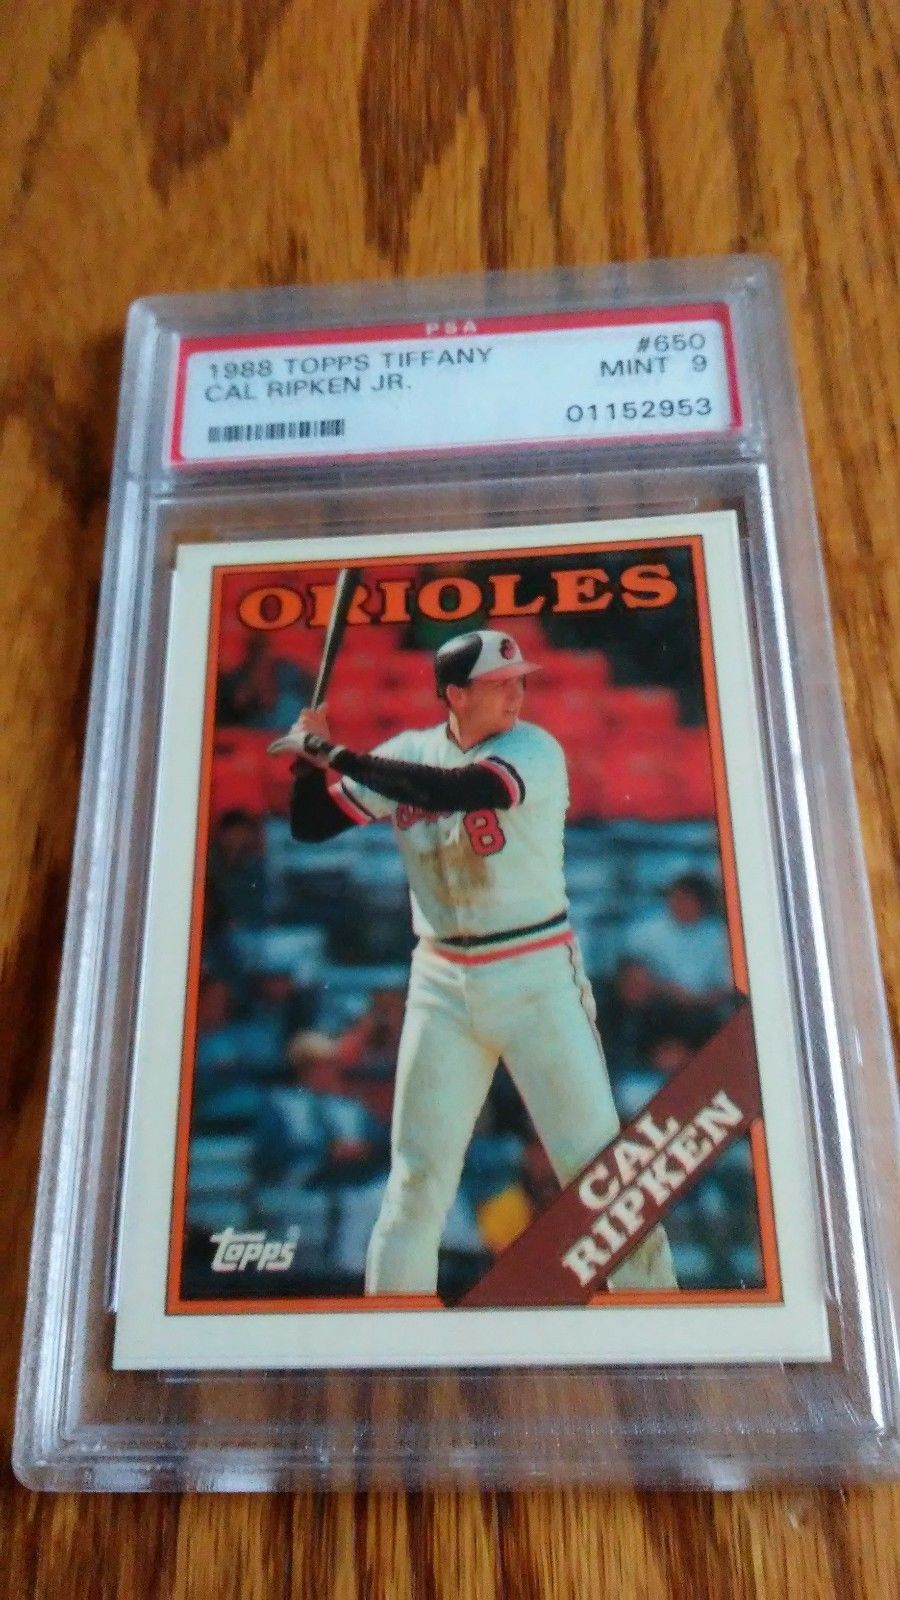 PSA
1988 TOPPS TIFFANY #650
CAL RIPKEN JR. MINT 9
01152953
ORIOLES
8
CAL
RIPKEN
topps